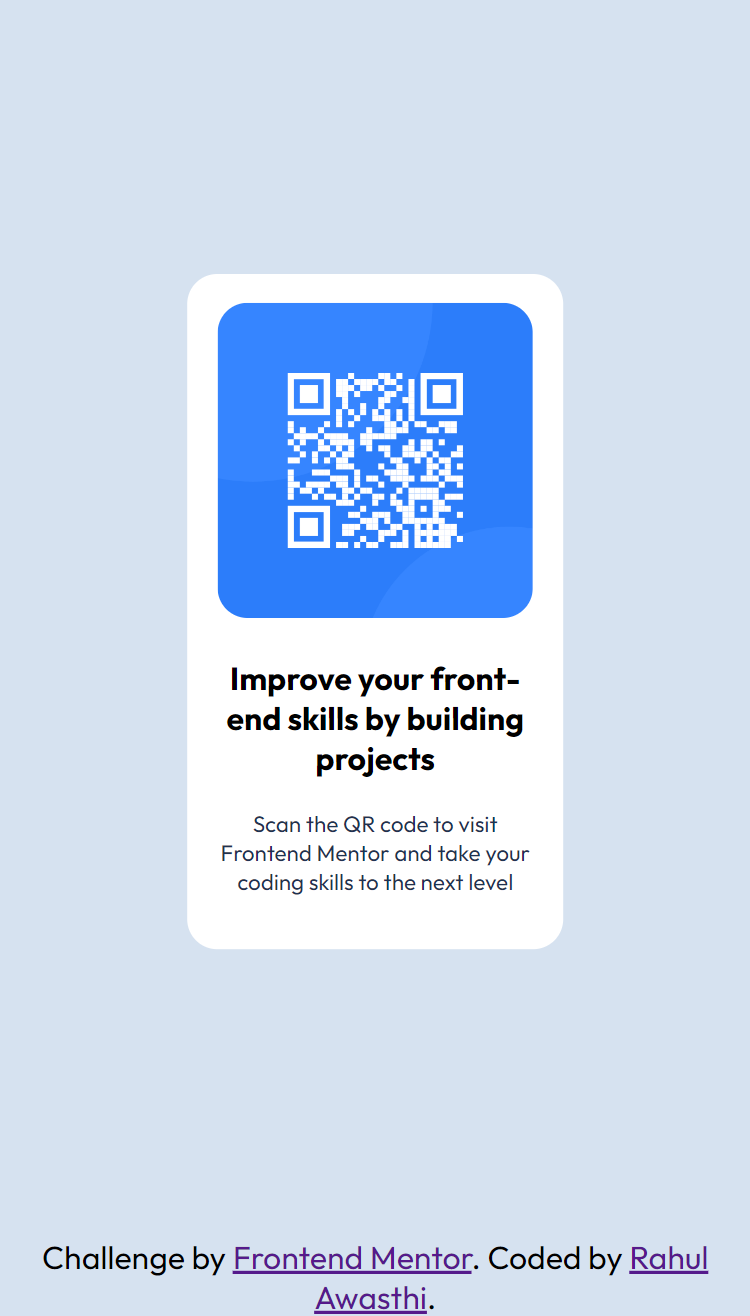 Improve your front-
end skills by building
projects
Scan the QR code to visit
Frontend Mentor and take your
coding skills to the next level
Challenge by Frontend Mentor. Coded by Rahul
Awasthi.